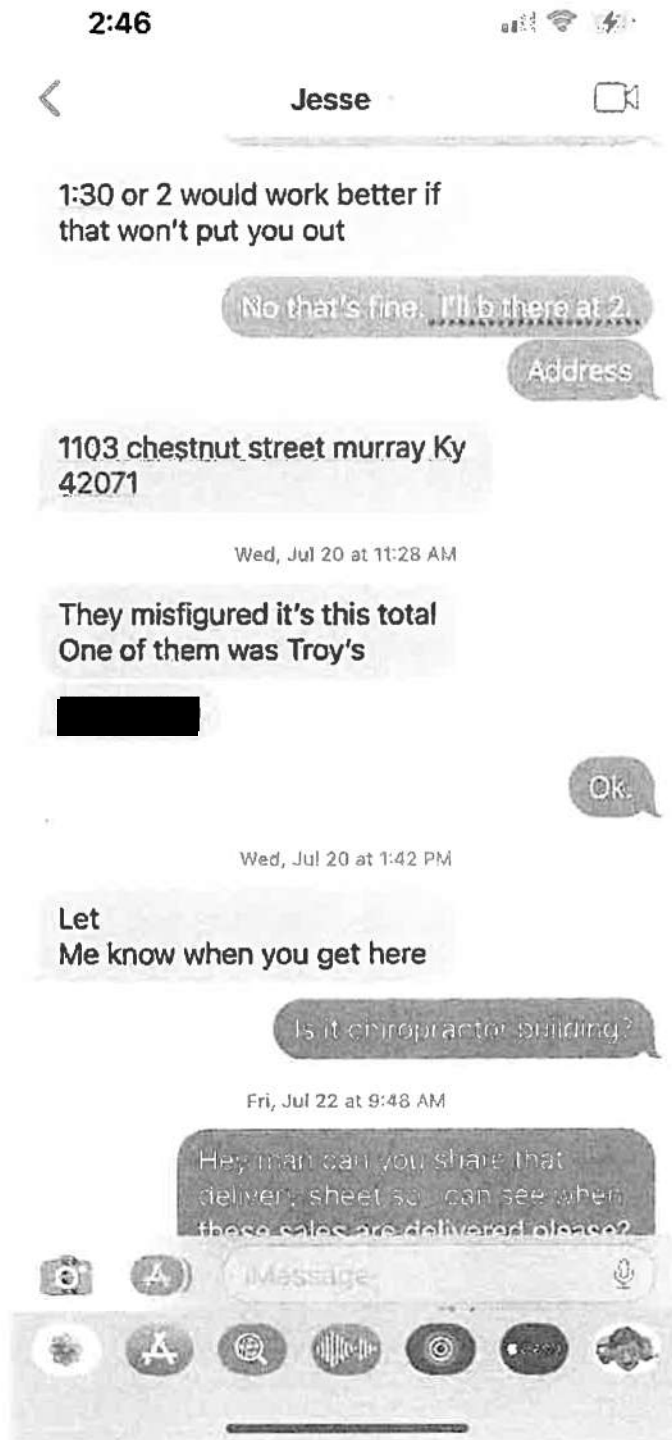 2:46
Jesse
1:30 or 2 would work better if
that won't put you out
No that's fine. I'll b there at 2.
Address
1103 chestnut street murray Ky
42071
Wed, Jul 20 at 11:28 AM
They misfigured it's this total
One of them was Troy's
Ok.
Wed, Jul 20 at 1:42 PM
Let
Me know when you get here
Is it chiropractor building?
Fri, Jul 22 at 9:48 AM
Hey man can you share that
delivery sheet so I can see when
these sales are delivered please?
iMessage